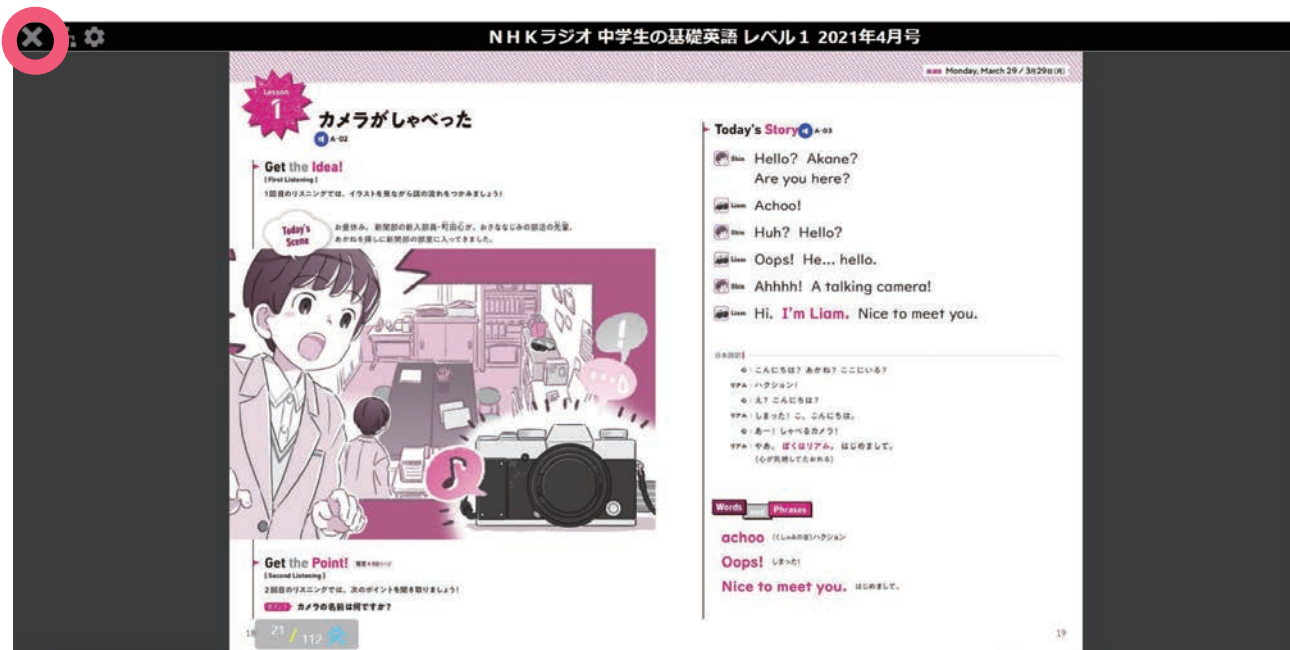 NHKラジオ 中学生の基礎英語 レベル1 2021年4月号
Monday, March 29 / 3月29日(月)
Lesson
1
カメラがしゃべった
A-02
Get the Idea!
[First Listening]
1回目のリスニングでは、イラストを見ながら話の流れをつかみましょう!
Today's
Scene
お昼休み。新聞部の新入部員・町田心が、おさななじみの部活の先輩、
あかねを探しに新聞部の部室に入ってきました。
Get the Point!
[Second Listening]
2回目のリスニングでは、次のポイントを聞き取りましょう!
ポイント カメラの名前は何ですか?
18
21 / 112
Today's Story A-03
Shin Hello? Akane?
Are you here?
Liam Achoo!
Shin Huh? Hello?
Liam Oops! He... hello.
Shin Ahhhh! A talking camera!
Liam Hi. I'm Liam. Nice to meet you.
日本語訳
心:こんにちは? あかね? ここにいる?
リアム:ハクション!
心:え? こんにちは?
リアム:しまった! こ、こんにちは。
心:あー! しゃべるカメラ!
リアム:やあ。ぼくはリアム。はじめまして。
(心が気絶してたおれる)
Words and Phrases
achoo (くしゃみの音)ハクション
Oops! しまった!
Nice to meet you. はじめまして。
19